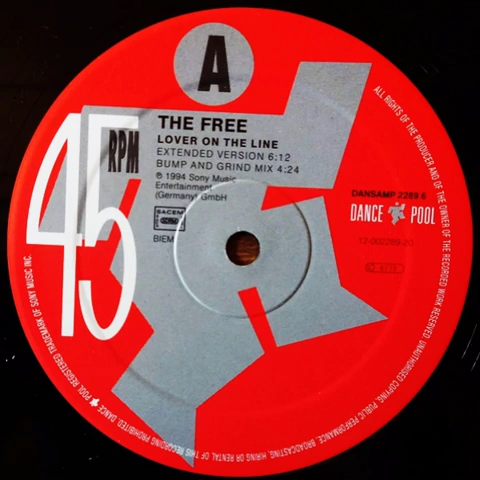 A
45 RPM
THE FREE
LOVER ON THE LINE
EXTENDED VERSION 6:12
BUMP AND GRIND MIX 4:24
℗ 1994 Sony Music
Entertainment
(Germany) GmbH
SACEM
BIEM
DANSAMP 2289 6
DANCE POOL
12-002289-20
ALL RIGHTS OF THE PRODUCER AND OF THE OWNER OF THE RECORDED WORK RESERVED. UNAUTHORISED COPYING, PUBLIC PERFORMANCE, BROADCASTING, HIRING OR RENTAL OF THIS RECORDING PROHIBITED. DANCE POOL REGISTERED TRADEMARK OF SONY MUSIC INC.